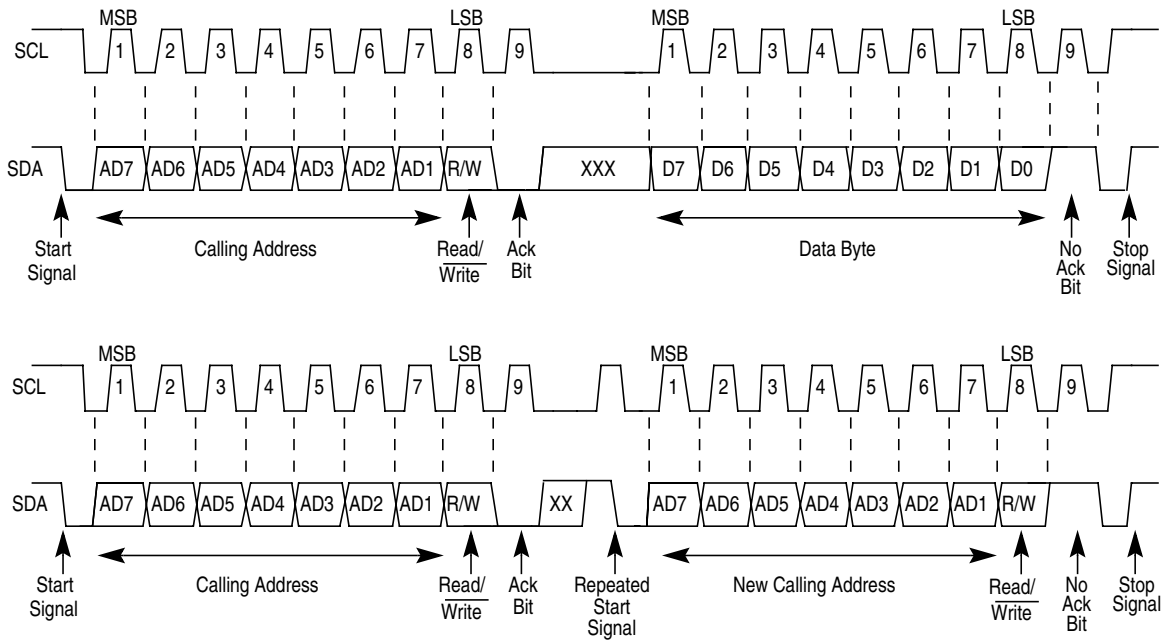 MSB LSB MSB LSB
SCL 1 2 3 4 5 6 7 8 9 1 2 3 4 5 6 7 8 9
SDA AD7 AD6 AD5 AD4 AD3 AD2 AD1 R/W XXX D7 D6 D5 D4 D3 D2 D1 D0
Start Signal
Calling Address
Read/ Write
Ack Bit
Data Byte
No Ack Bit
Stop Signal
MSB LSB MSB LSB
SCL 1 2 3 4 5 6 7 8 9 1 2 3 4 5 6 7 8 9
SDA AD7 AD6 AD5 AD4 AD3 AD2 AD1 R/W XX AD7 AD6 AD5 AD4 AD3 AD2 AD1 R/W
Start Signal
Calling Address
Read/ Write
Ack Bit
Repeated Start Signal
New Calling Address
Read/ Write
No Ack Bit
Stop Signal